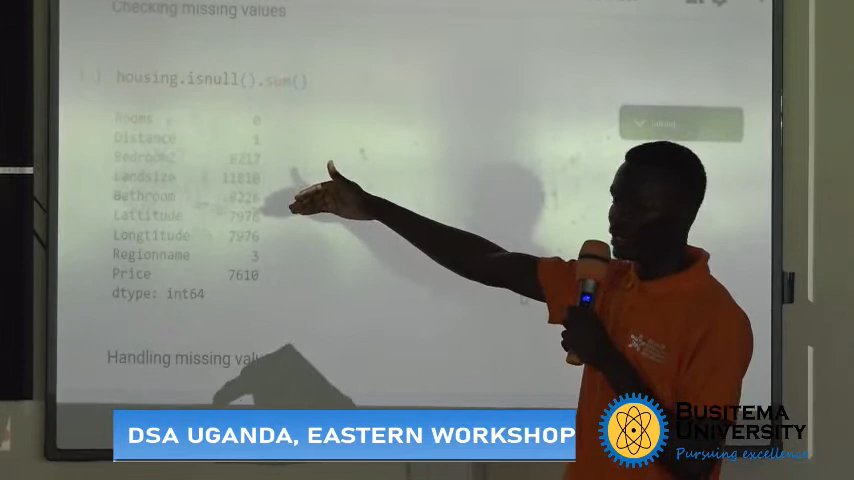 Checking missing values
[ ] housing.isnull().sum()
Rooms 0
Distance 1
Bedroom2 8217
Landsize 11810
Bathroom 8226
Lattitude 7976
Longtitude 7976
Regionname 3
Price 7610
dtype: int64
Handling missing
DSA UGANDA, EASTERN WORKSHOP
BUSITEMA
UNIVERSITY
Pursuing excellence